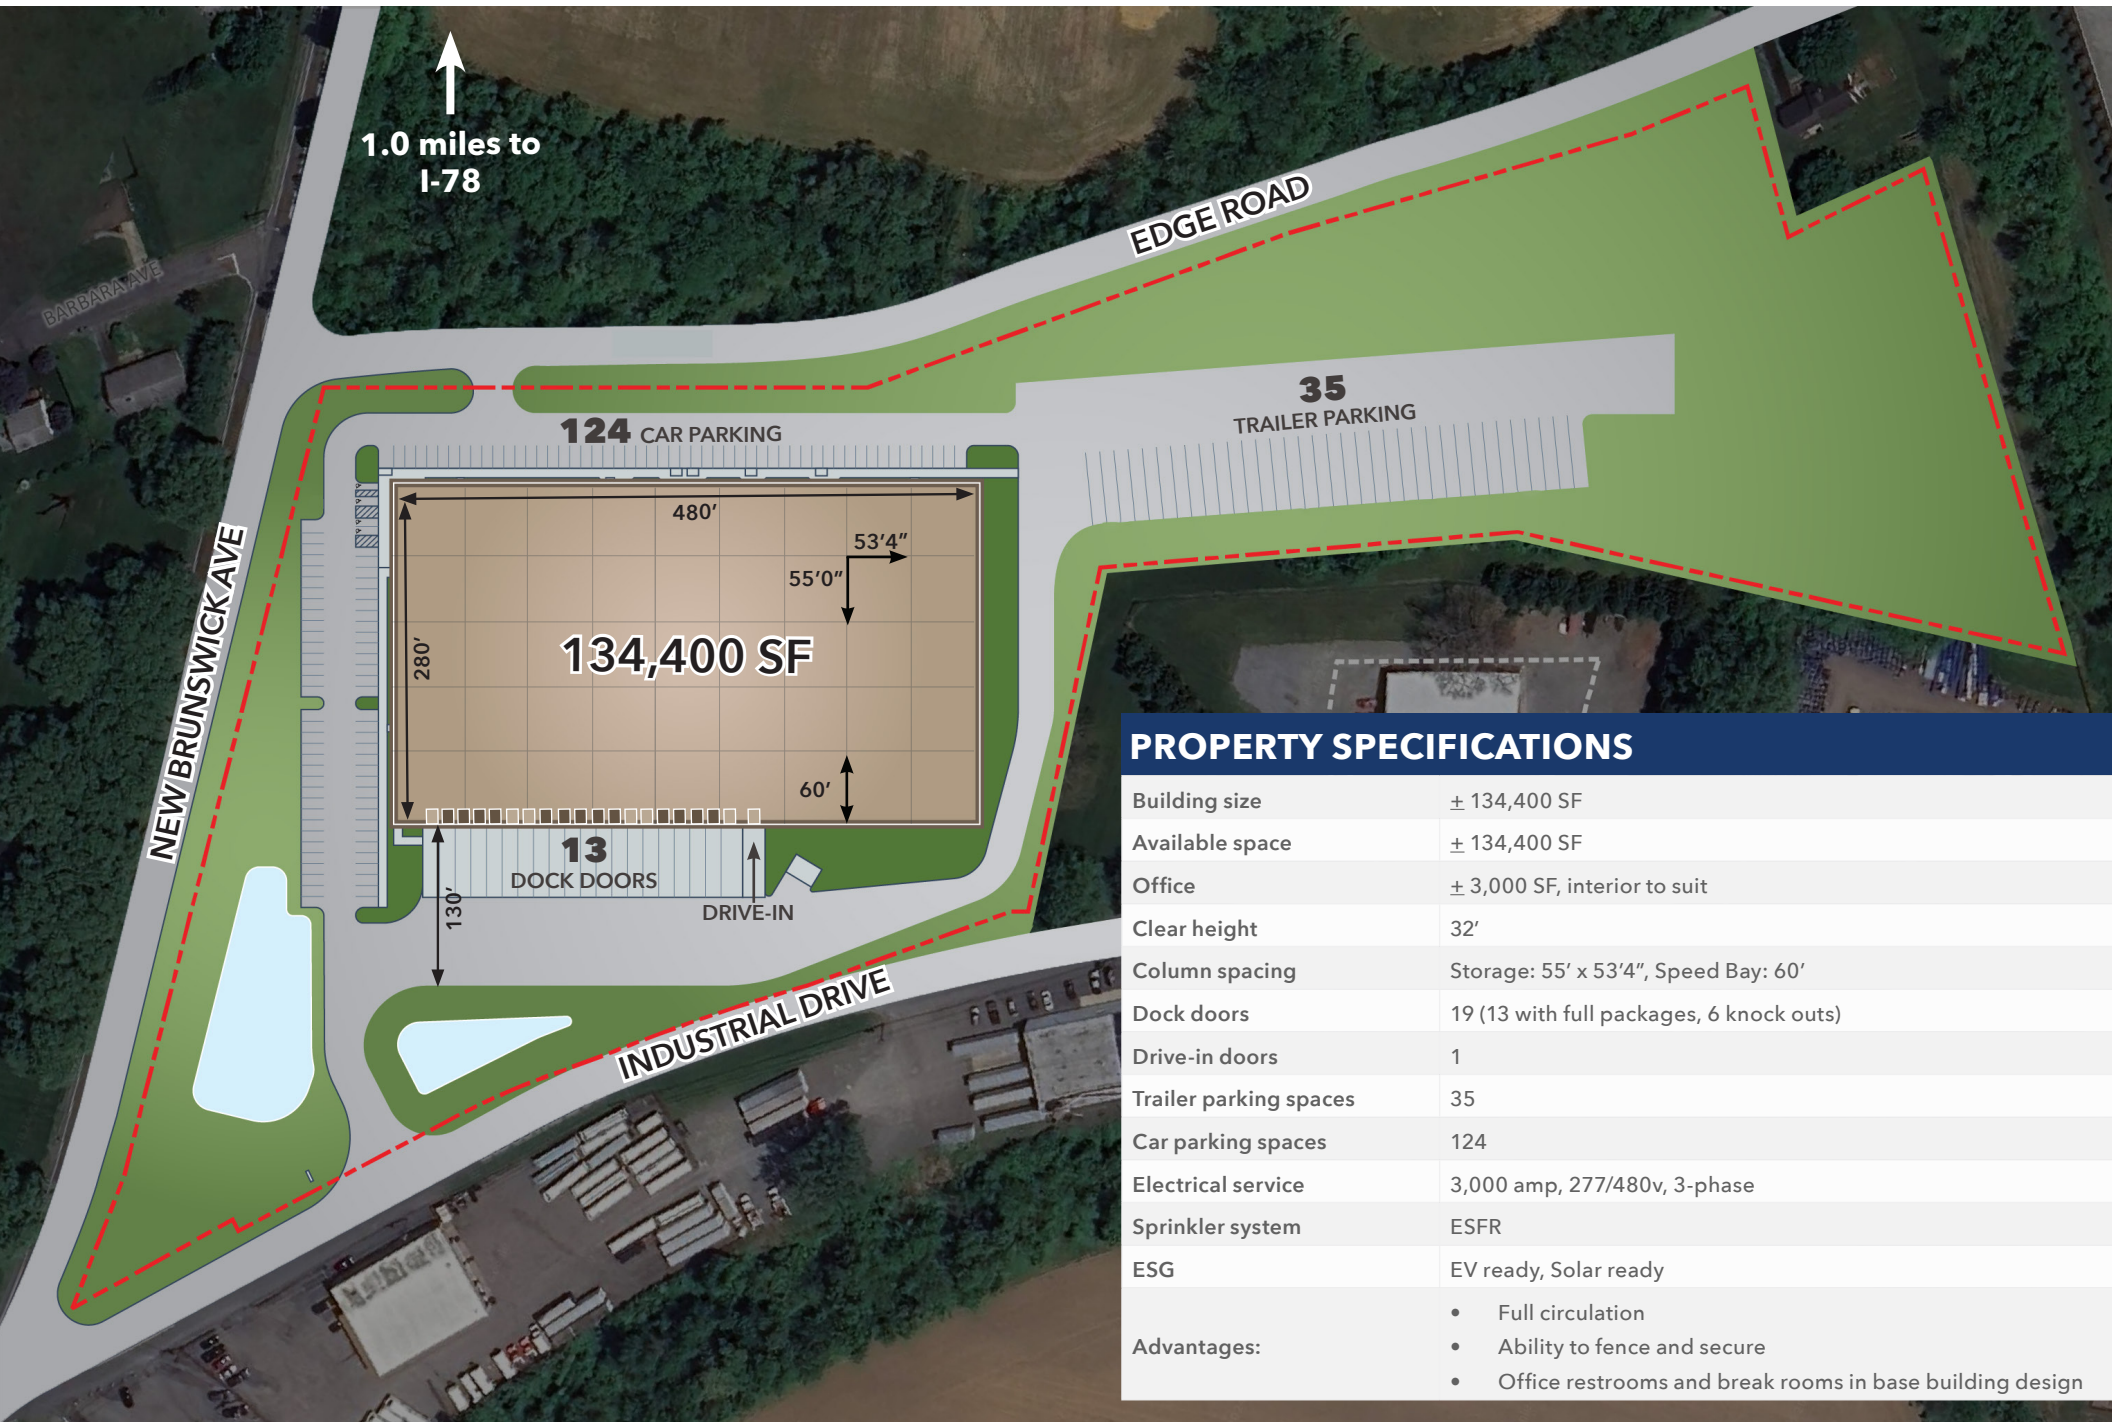 1.0 miles to
I-78
BARBARA AVE
EDGE ROAD
35
TRAILER PARKING
124 CAR PARKING
480’
53’4”
55’0”
NEW BRUNSWICK AVE
280’
134,400 SF
60’
13
DOCK DOORS
130’
DRIVE-IN
INDUSTRIAL DRIVE
PROPERTY SPECIFICATIONS
Building size ± 134,400 SF
Available space ± 134,400 SF
Office ± 3,000 SF, interior to suit
Clear height 32’
Column spacing Storage: 55’ x 53’4”, Speed Bay: 60’
Dock doors 19 (13 with full packages, 6 knock outs)
Drive-in doors 1
Trailer parking spaces 35
Car parking spaces 124
Electrical service 3,000 amp, 277/480v, 3-phase
Sprinkler system ESFR
ESG EV ready, Solar ready
Advantages:
• Full circulation
• Ability to fence and secure
• Office restrooms and break rooms in base building design